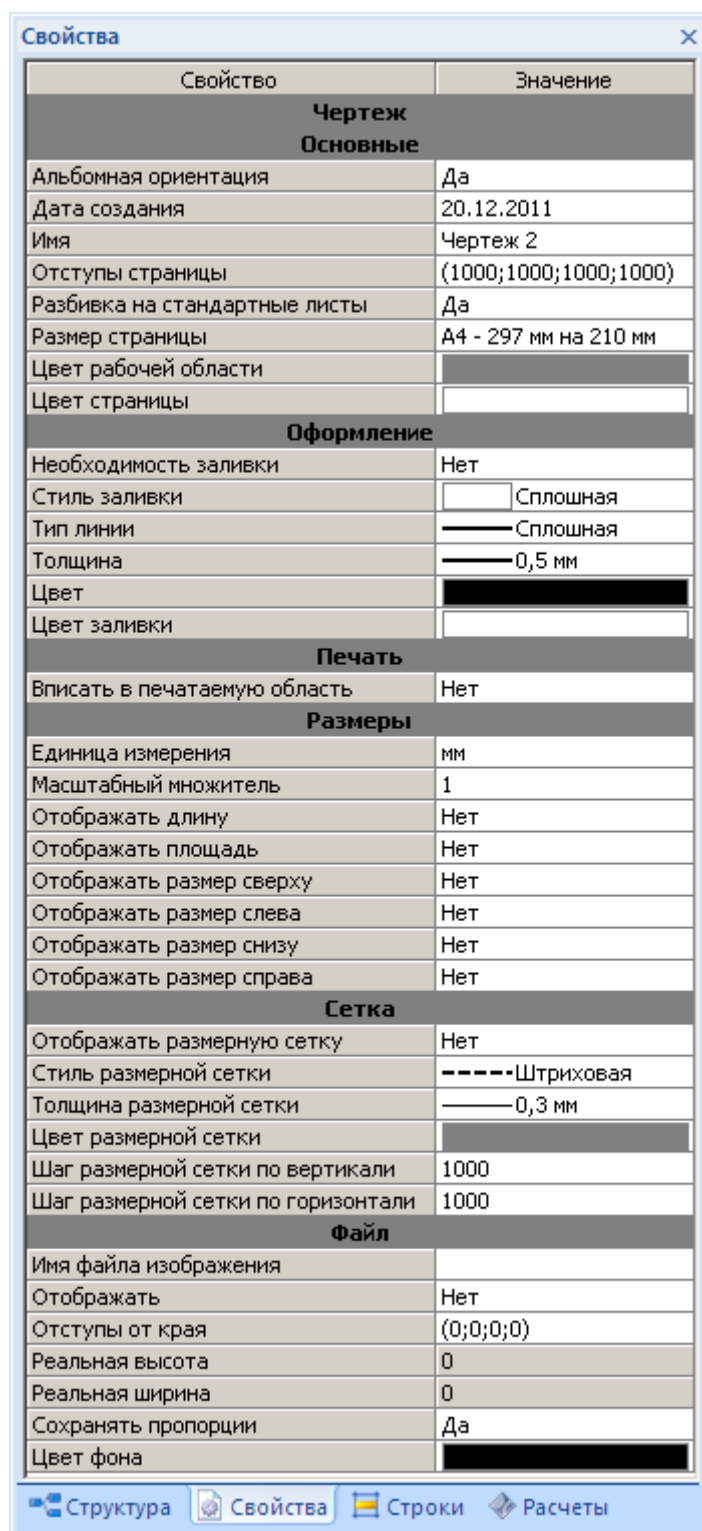 Свойства
Свойство Значение
Чертеж
Основные
Альбомная ориентация Да
Дата создания 20.12.2011
Имя Чертеж 2
Отступы страницы (1000;1000;1000;1000)
Разбивка на стандартные листы Да
Размер страницы A4 - 297 мм на 210 мм
Цвет рабочей области
Цвет страницы
Оформление
Необходимость заливки Нет
Стиль заливки Сплошная
Тип линии Сплошная
Толщина 0,5 мм
Цвет
Цвет заливки
Печать
Вписать в печатаемую область Нет
Размеры
Единица измерения мм
Масштабный множитель 1
Отображать длину Нет
Отображать площадь Нет
Отображать размер сверху Нет
Отображать размер слева Нет
Отображать размер снизу Нет
Отображать размер справа Нет
Сетка
Отображать размерную сетку Нет
Стиль размерной сетки Штриховая
Толщина размерной сетки 0,3 мм
Цвет размерной сетки
Шаг размерной сетки по вертикали 1000
Шаг размерной сетки по горизонтали 1000
Файл
Имя файла изображения
Отображать Нет
Отступы от края (0;0;0;0)
Реальная высота 0
Реальная ширина 0
Сохранять пропорции Да
Цвет фона
Структура Свойства Строки Расчеты